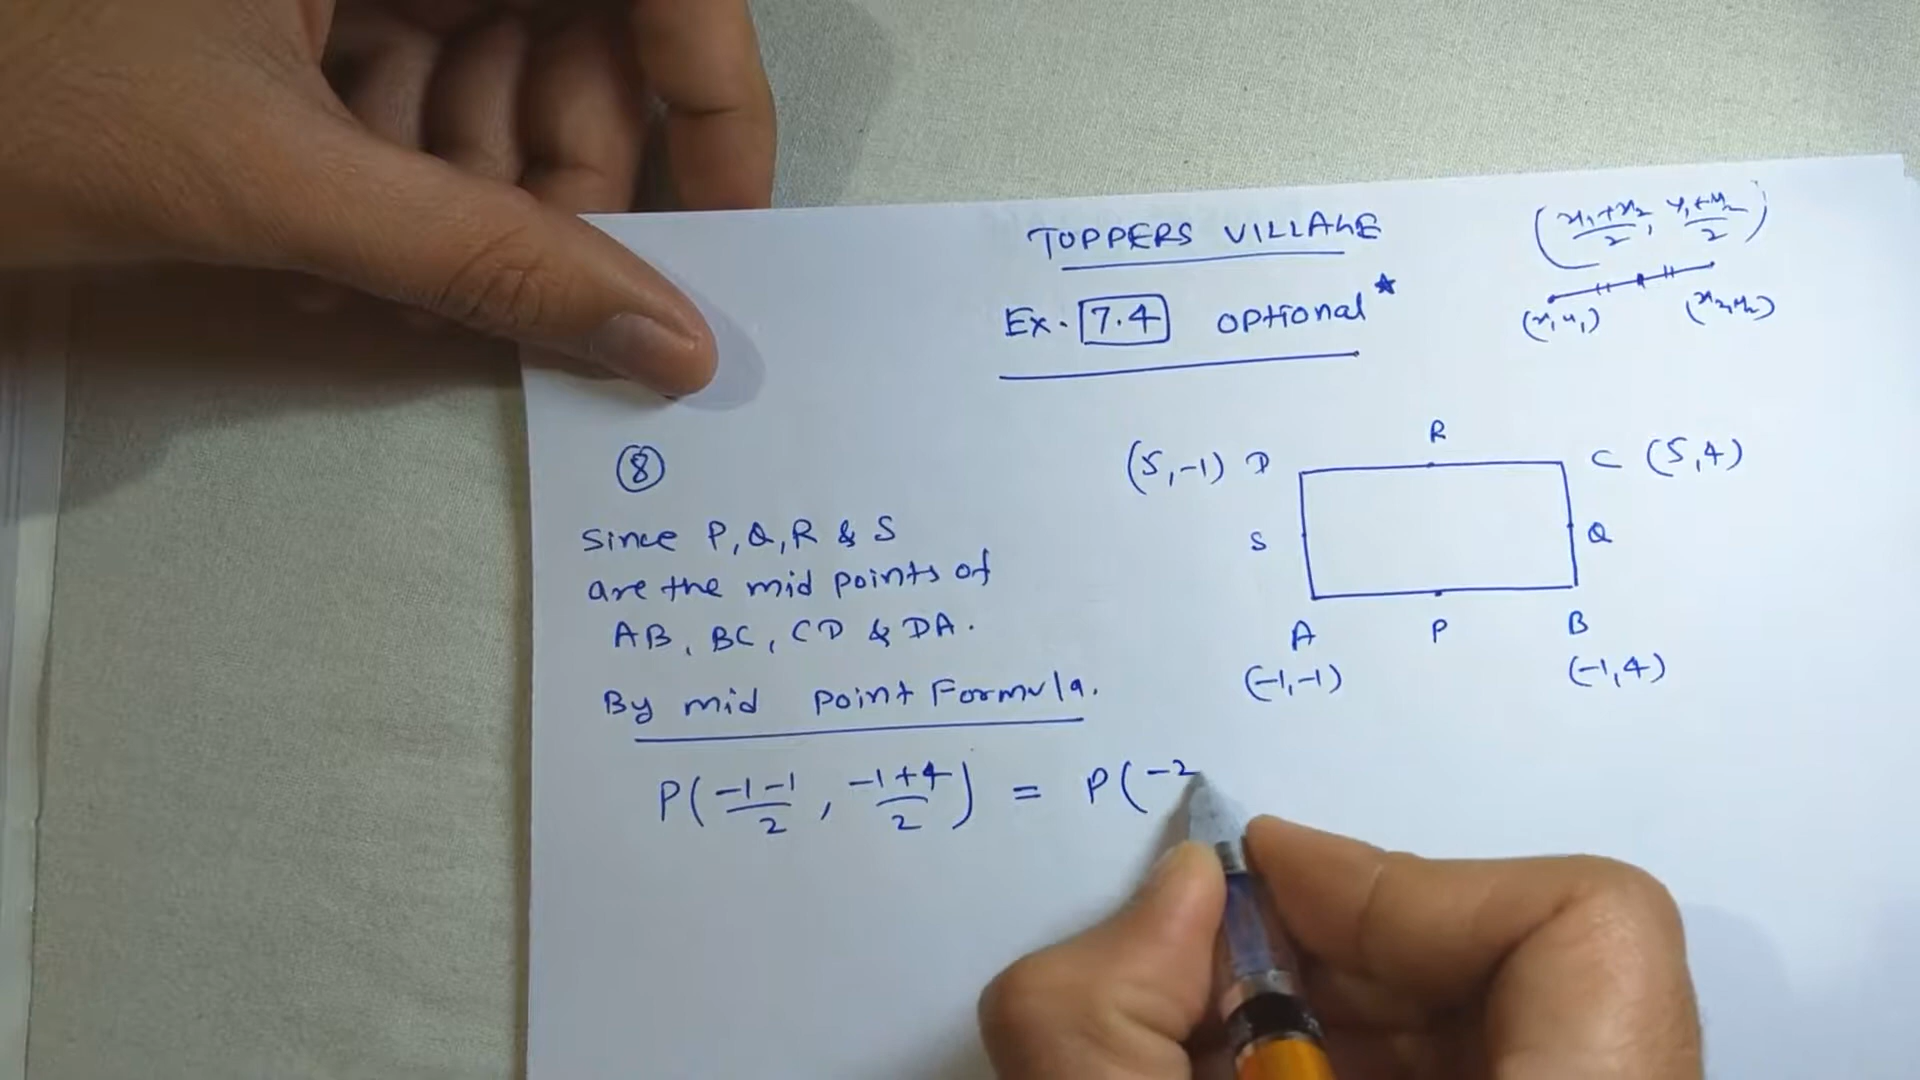 TOPPERS VILLAGE
(x₁+x₂/2, y₁+y₂/2)
Ex. 7.4 optional *
(x₁ y₁) (x₂ y₂)
R
(5,-1) D C (5,4)
S Q
A P B
(-1,-1) (-1,4)
8
Since P, Q, R & S
are the mid points of
AB, BC, CD & DA.
By mid point Formula.
P(-1-1/2, -1+4/2) = P(-2